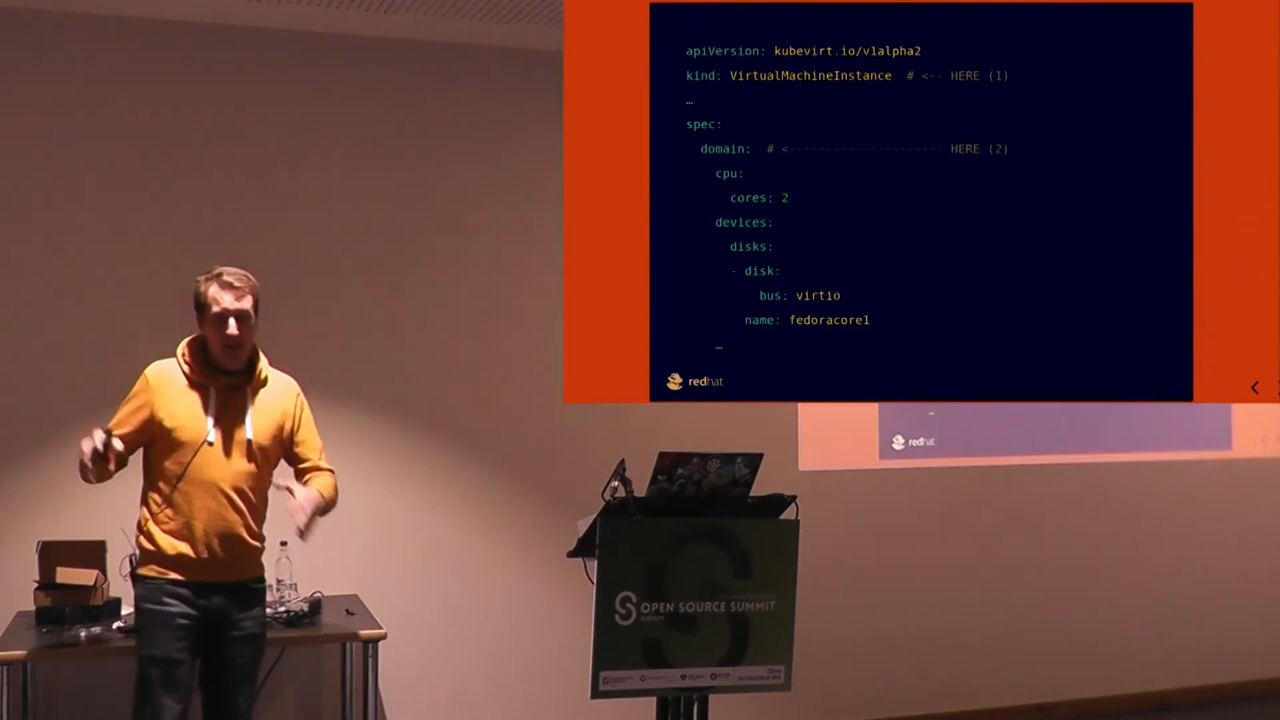 apiVersion: kubevirt.io/v1alpha2
kind: VirtualMachineInstance # <-- HERE (1)
…
spec:
domain: # <--------------------- HERE (2)
cpu:
cores: 2
devices:
disks:
- disk:
bus: virtio
name: fedoracore1
…
redhat
redhat
OPEN SOURCE SUMMIT
EUROPE